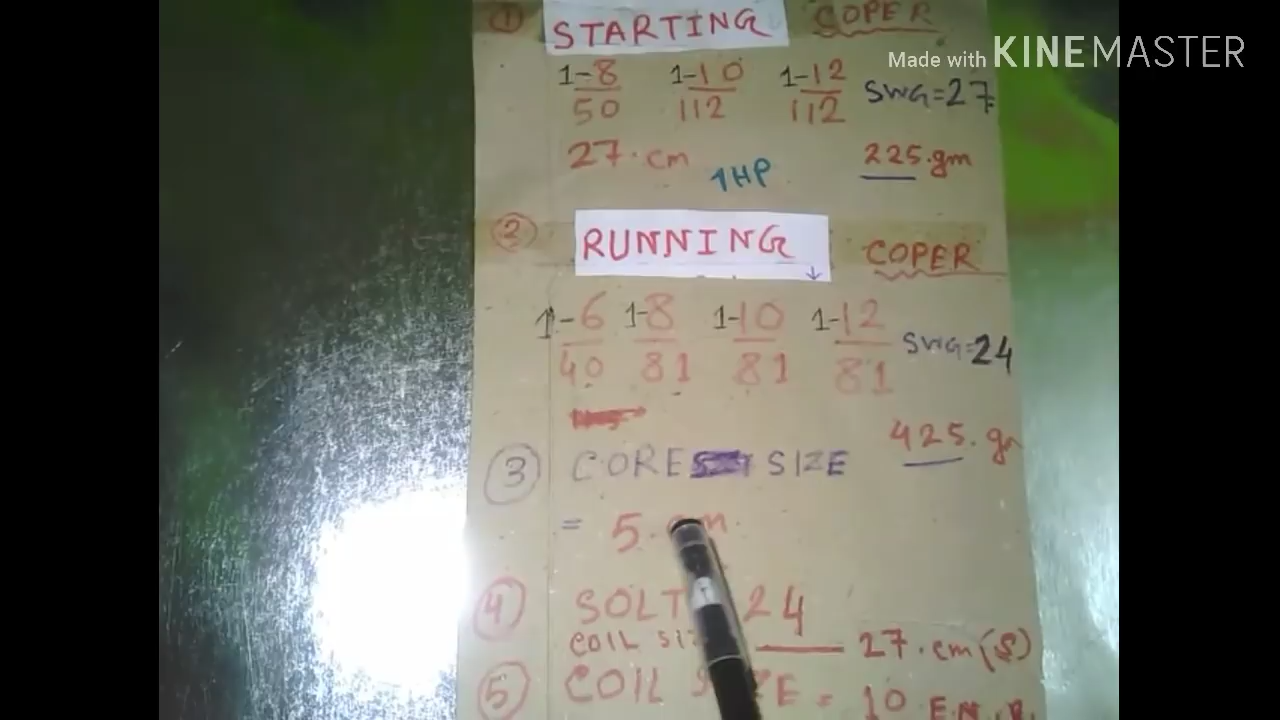 ① STARTING COPER
Made with KINEMASTER
1-8 1-10 1-12 SWG=27
50 112 112
27.cm 225.gm
1HP
② RUNNING COPER
1-6 1-8 1-10 1-12 SWG=24
40 81 81 81
425.g
③ CORE SIZE
= 5.cm
④ SOLT 24
COIL 27.cm(S)
⑤ COIL = 10